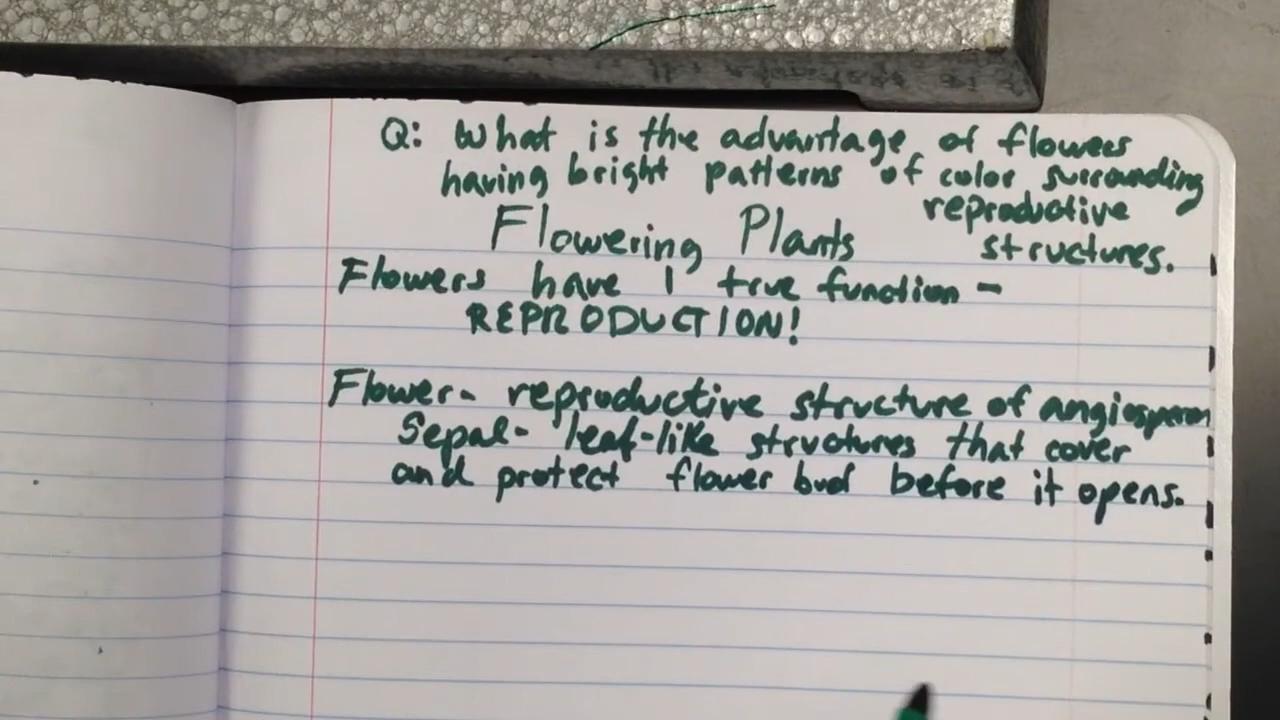 Q: What is the advantage of flowers
having bright patterns of color surrounding
reproductive
structures.
Flowering Plants
Flowers have 1 true function -
REPRODUCTION!
Flower- reproductive structure of angiosperm
Sepal- leaf-like structures that cover
and protect flower bud before it opens.